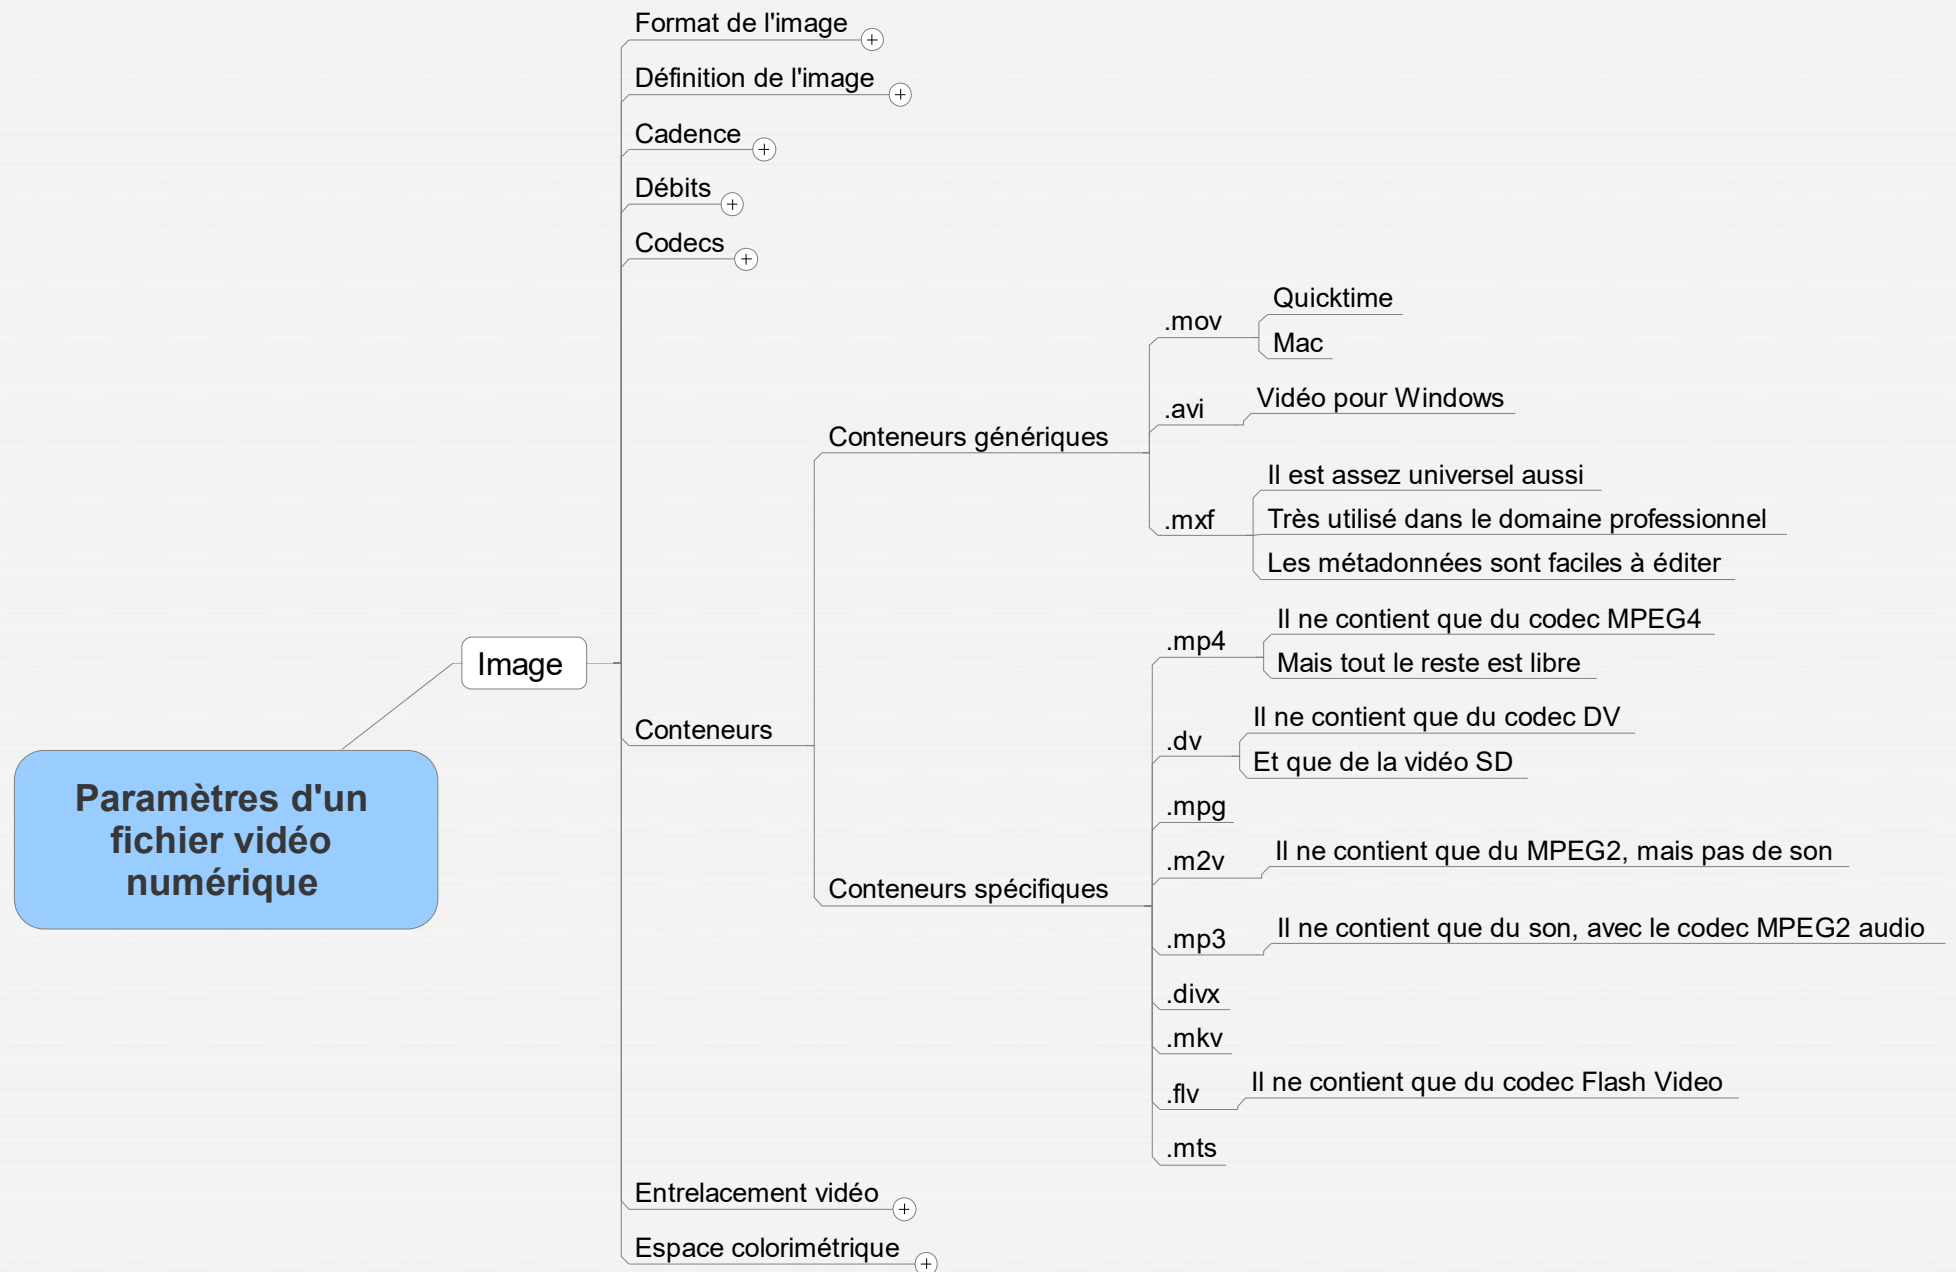 Format de l'image
Définition de l'image
Cadence
Débits
Codecs
Quicktime
.mov
Mac
Vidéo pour Windows
.avi
Conteneurs génériques
Il est assez universel aussi
.mxf
Très utilisé dans le domaine professionnel
Les métadonnées sont faciles à éditer
Il ne contient que du codec MPEG4
.mp4
Mais tout le reste est libre
Image
Il ne contient que du codec DV
Conteneurs
.dv
Et que de la vidéo SD
Paramètres d'un
fichier vidéo
numérique
.mpg
Il ne contient que du MPEG2, mais pas de son
.m2v
Conteneurs spécifiques
Il ne contient que du son, avec le codec MPEG2 audio
.mp3
.divx
.mkv
Il ne contient que du codec Flash Video
.flv
.mts
Entrelacement vidéo
Espace colorimétrique